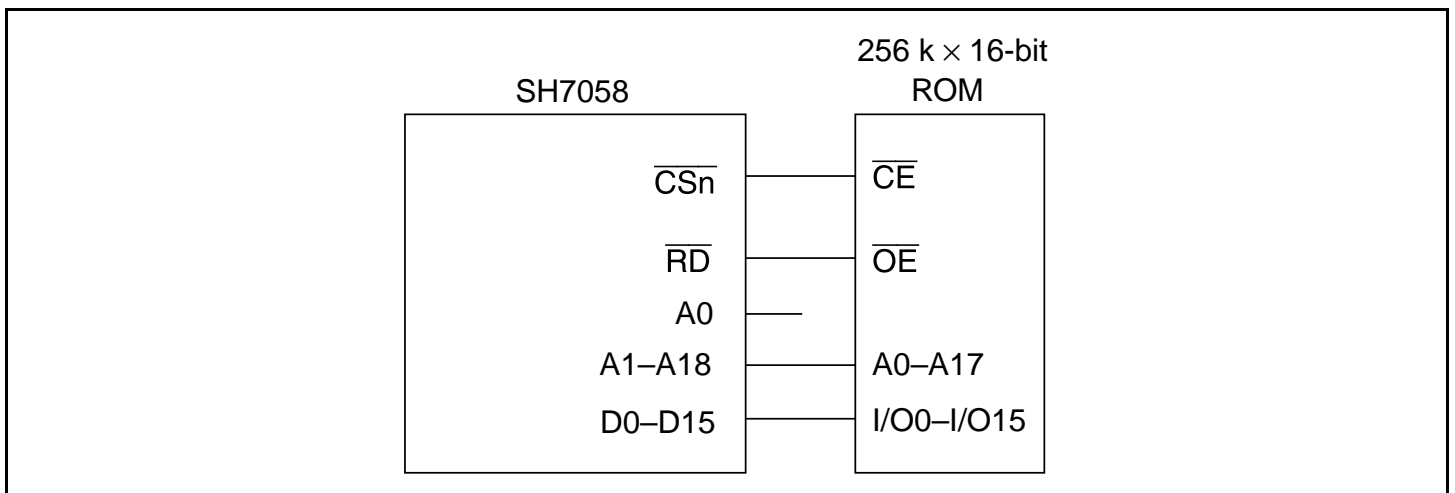 256 k × 16-bit
SH7058 ROM
CSn CE
RD OE
A0
A1–A18 A0–A17
D0–D15 I/O0–I/O15